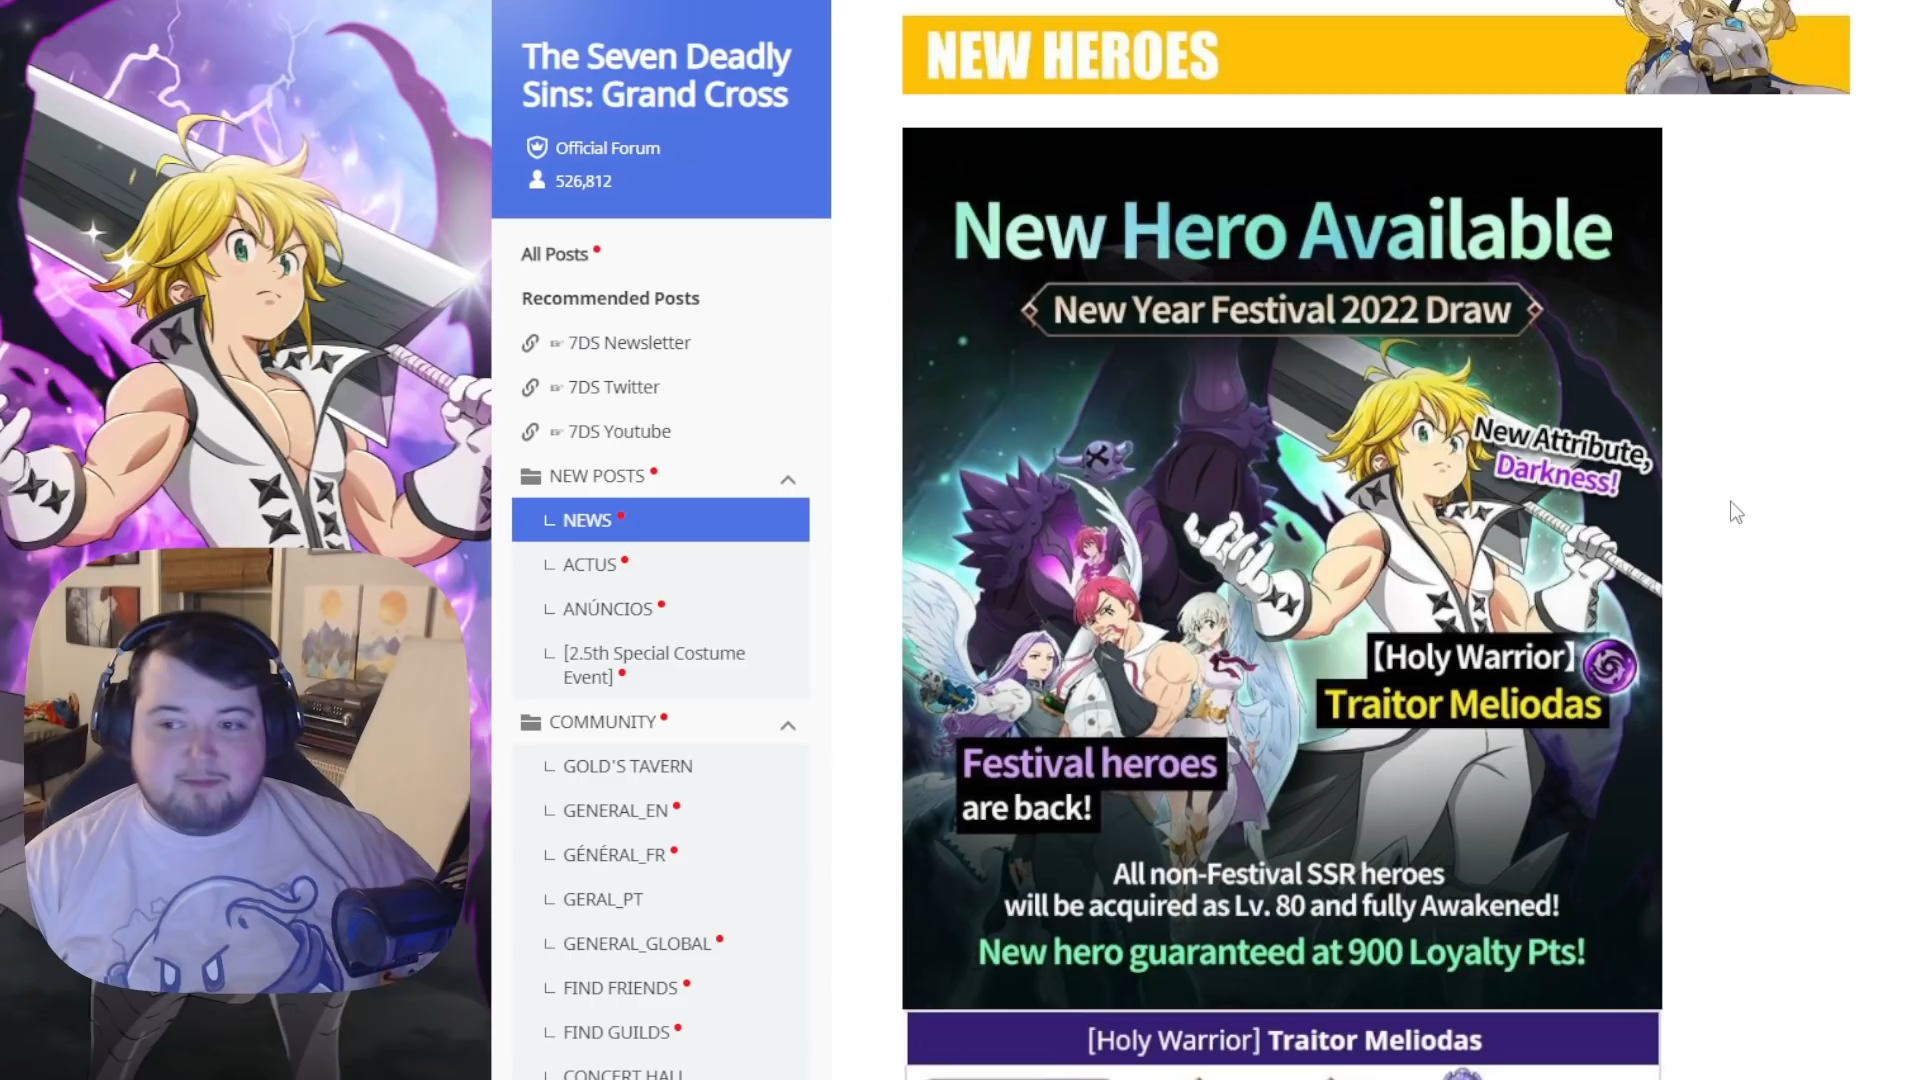 The Seven Deadly
Sins: Grand Cross
Official Forum
526,812
All Posts
Recommended Posts
☞ 7DS Newsletter
☞ 7DS Twitter
☞ 7DS Youtube
NEW POSTS
NEWS
ACTUS
ANÚNCIOS
[2.5th Special Costume
Event]
COMMUNITY
GOLD'S TAVERN
GENERAL_EN
GÉNÉRAL_FR
GERAL_PT
GENERAL_GLOBAL
FIND FRIENDS
FIND GUILDS
CONCERT HALL
NEW HEROES
New Hero Available
New Year Festival 2022 Draw
New Attribute,
Darkness!
【Holy Warrior】
Traitor Meliodas
Festival heroes
are back!
All non-Festival SSR heroes
will be acquired as Lv. 80 and fully Awakened!
New hero guaranteed at 900 Loyalty Pts!
[Holy Warrior] Traitor Meliodas